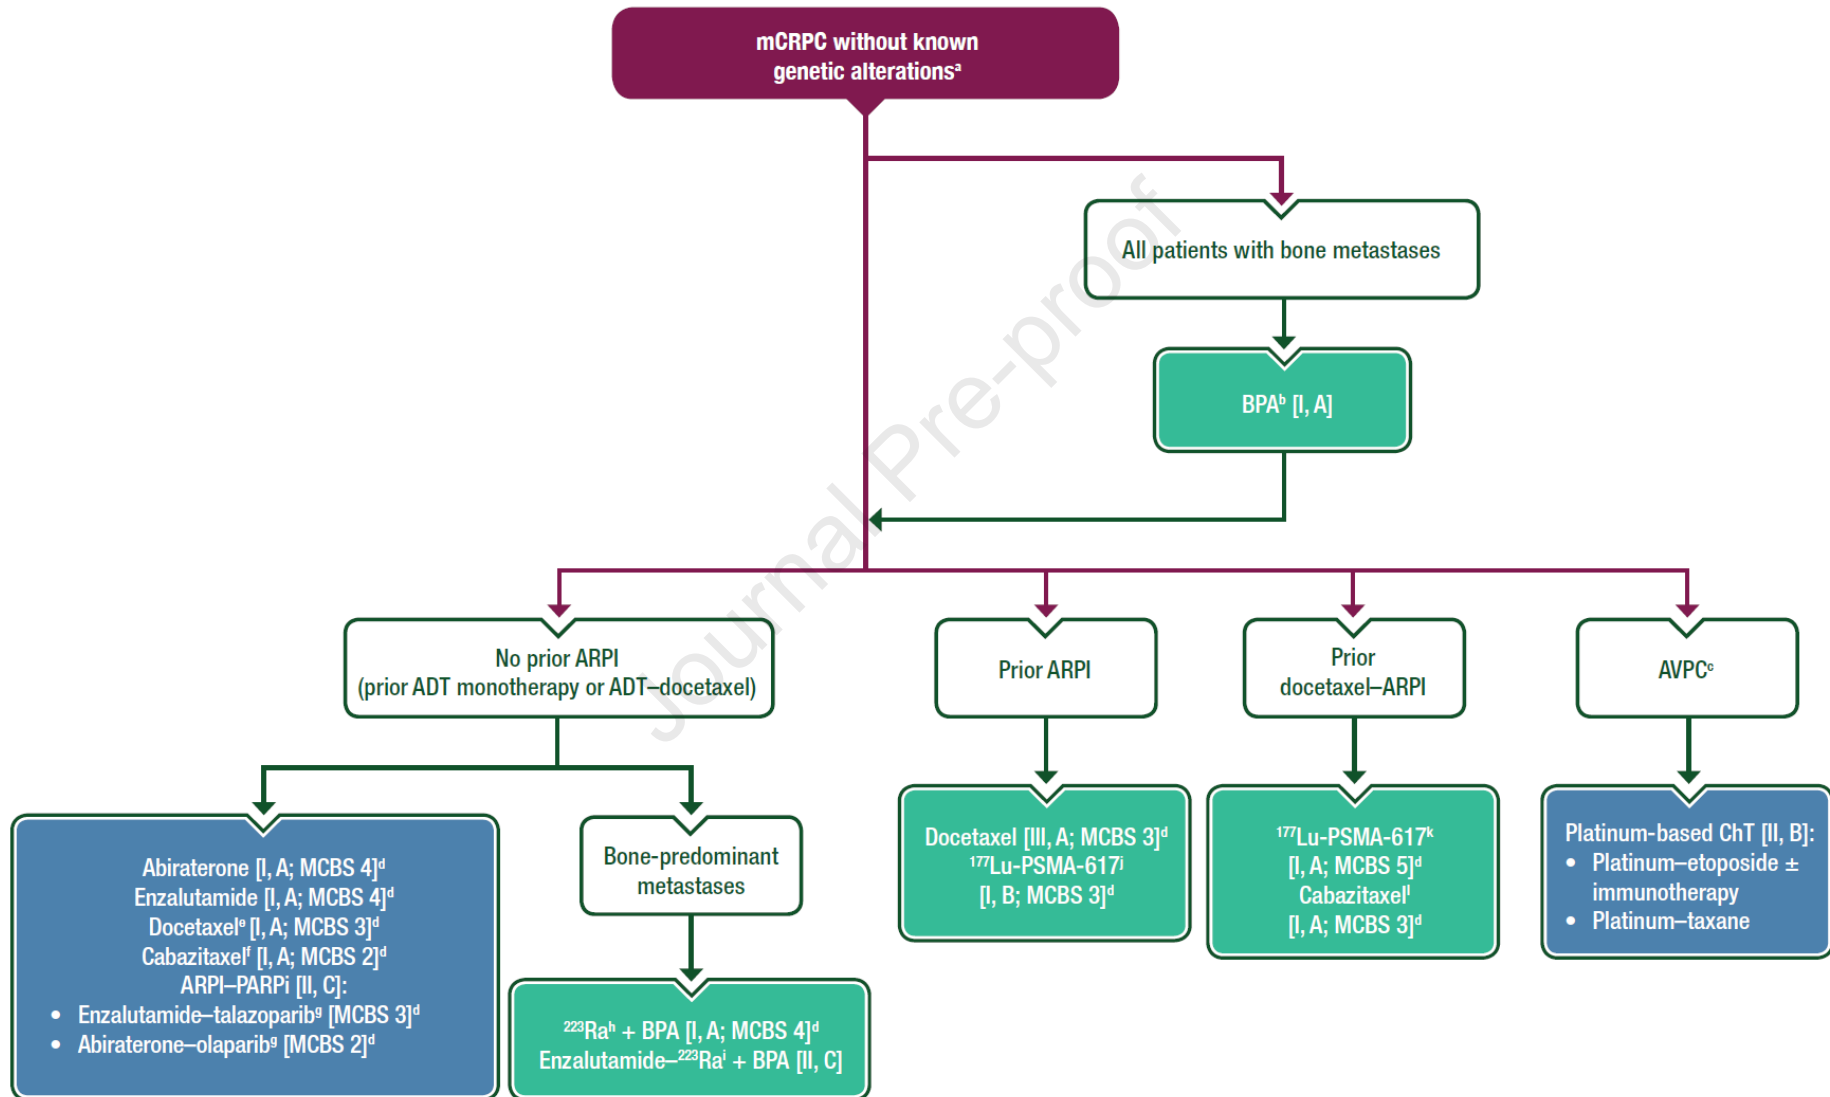 mCRPC without known
genetic alterationsᵃ
All patients with bone metastases
BPAᵇ [I, A]
No prior ARPI
(prior ADT monotherapy or ADT–docetaxel)
Prior ARPI
Prior
docetaxel–ARPI
AVPCᶜ
Abiraterone [I, A; MCBS 4]ᵈ
Enzalutamide [I, A; MCBS 4]ᵈ
Docetaxelᵉ [I, A; MCBS 3]ᵈ
Cabazitaxelᶠ [I, A; MCBS 2]ᵈ
ARPI–PARPi [II, C]:
• Enzalutamide–talazoparibᵍ [MCBS 3]ᵈ
• Abiraterone–olaparibᵍ [MCBS 2]ᵈ
Bone-predominant
metastases
²²³Raʰ + BPA [I, A; MCBS 4]ᵈ
Enzalutamide–²²³Raⁱ + BPA [II, C]
Docetaxel [III, A; MCBS 3]ᵈ
¹⁷⁷Lu-PSMA-617ʲ
[I, B; MCBS 3]ᵈ
¹⁷⁷Lu-PSMA-617ᵏ
[I, A; MCBS 5]ᵈ
Cabazitaxelˡ
[I, A; MCBS 3]ᵈ
Platinum-based ChT [II, B]:
• Platinum–etoposide ±
immunotherapy
• Platinum–taxane
Journal Pre-proof